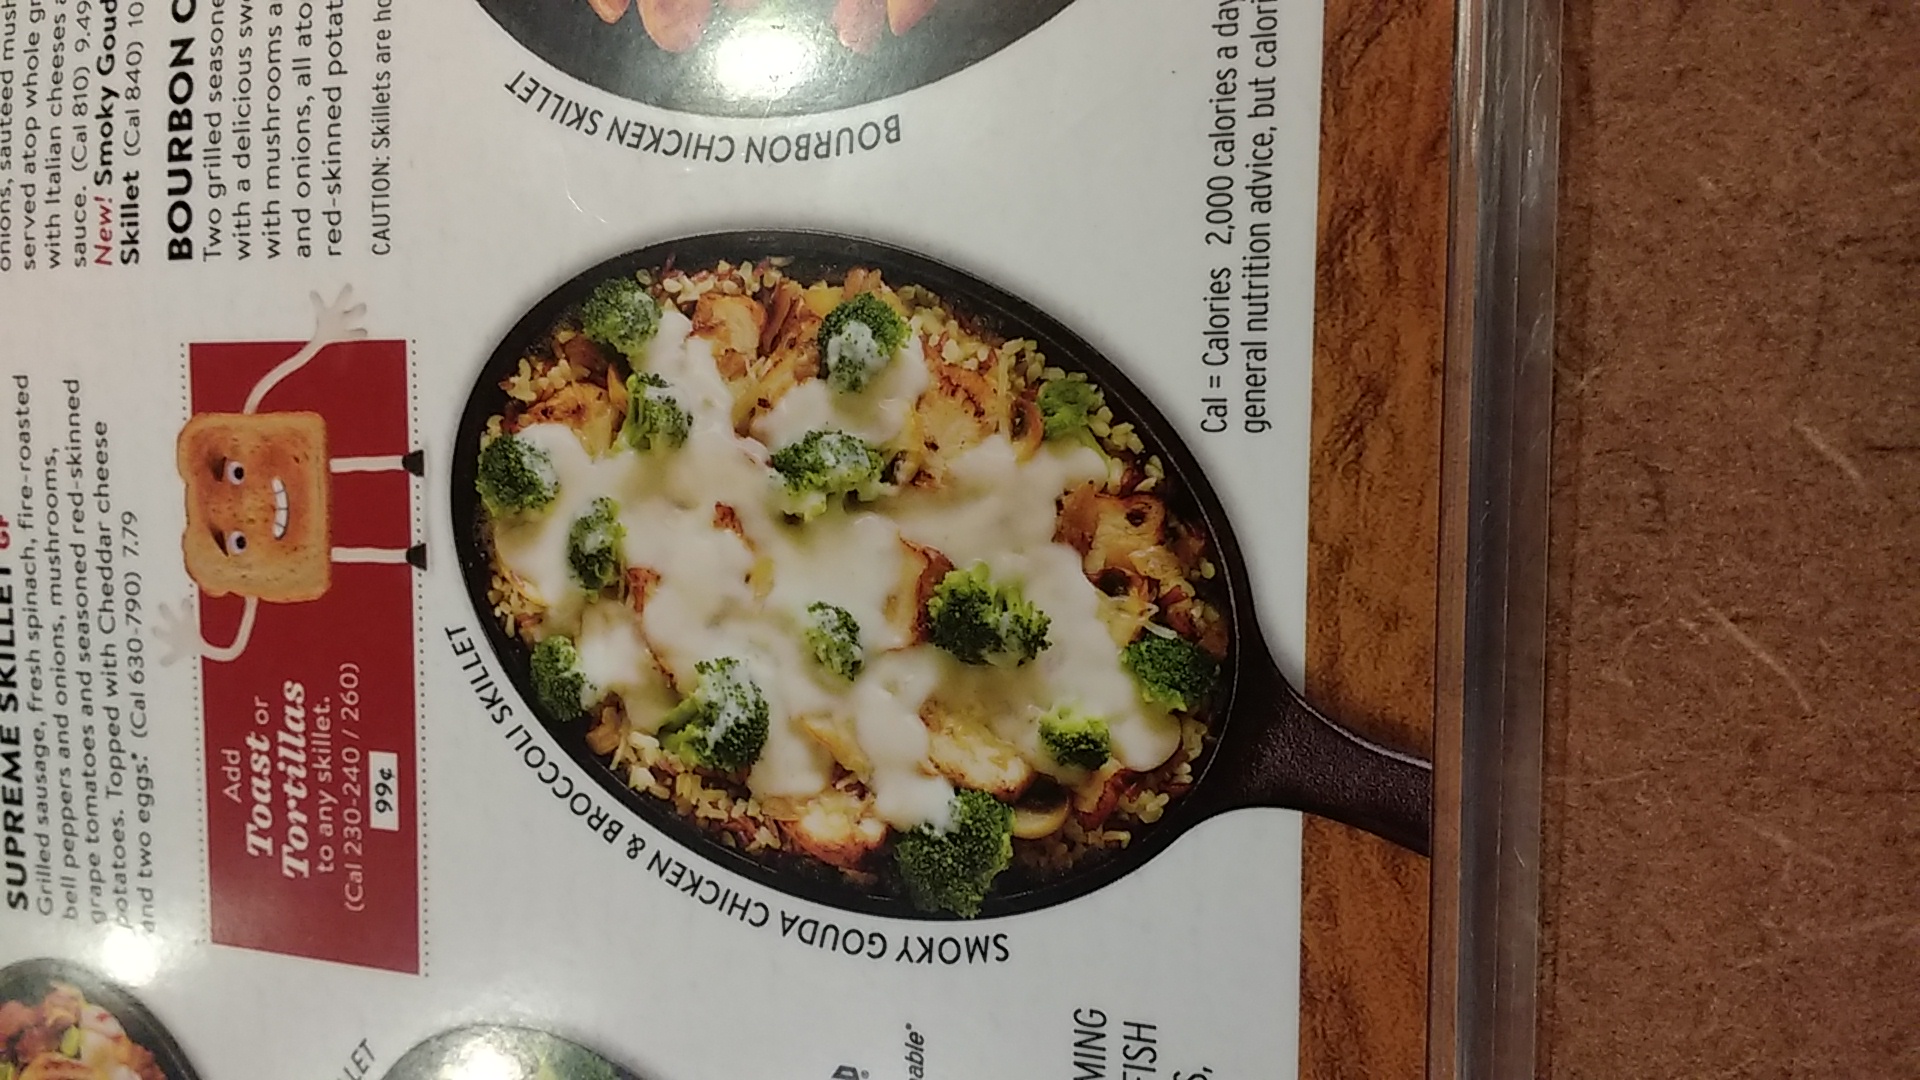 SUPREME SKILLET GF
Grilled sausage, fresh spinach, fire-roasted
bell peppers and onions, mushrooms,
grape tomatoes and seasoned red-skinned
potatoes. Topped with Cheddar cheese
and two eggs.* (Cal 630-790) 7.79
Add
Toast or
Tortillas
to any skillet.
(Cal 230-240 / 260)
99¢
onions, sauteed mush
served atop whole gr
with Italian cheeses a
sauce. (Cal 810) 9.49
New! Smoky Goud
Skillet (Cal 840) 10
BOURBON C
Two grilled seasone
with a delicious swe
with mushrooms a
and onions, all ato
red-skinned potat
CAUTION: Skillets are ho
SMOKY GOUDA CHICKEN & BROCCOLI SKILLET
BOURBON CHICKEN SKILLET
LET
able*
MING
FISH
Cal = Calories 2,000 calories a day
general nutrition advice, but calori